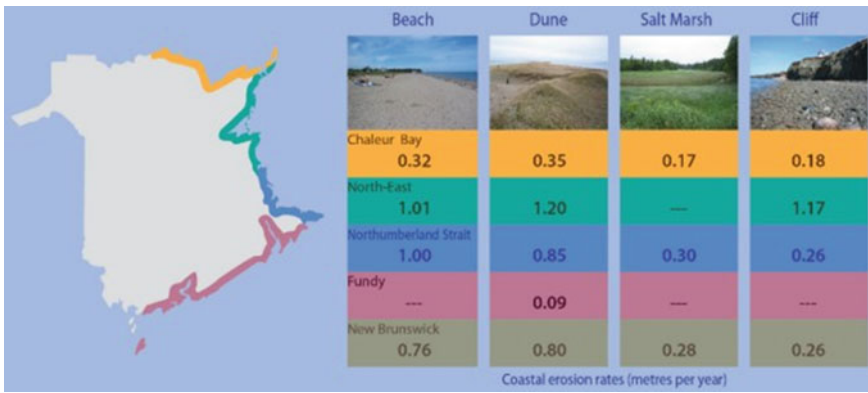 Beach Dune Salt Marsh Cliff
Chaleur Bay
0.32 0.35 0.17 0.18
North-East
1.01 1.20 --- 1.17
Northumberland Strait
1.00 0.85 0.30 0.26
Fundy
--- 0.09 --- ---
New Brunswick
0.76 0.80 0.28 0.26
Coastal erosion rates (metres per year)